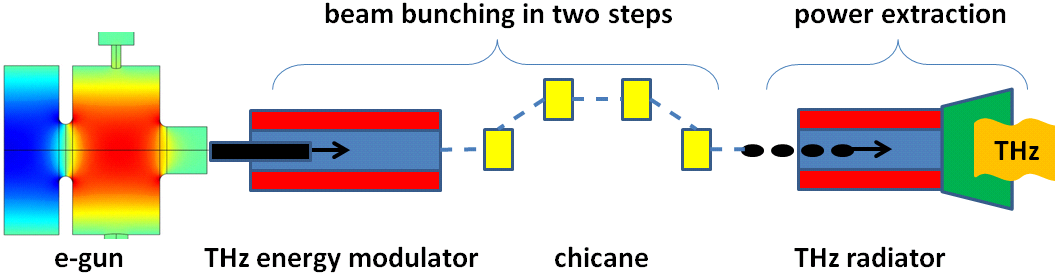 beam bunching in two steps
power extraction
THz
e-gun
THz energy modulator
chicane
THz radiator